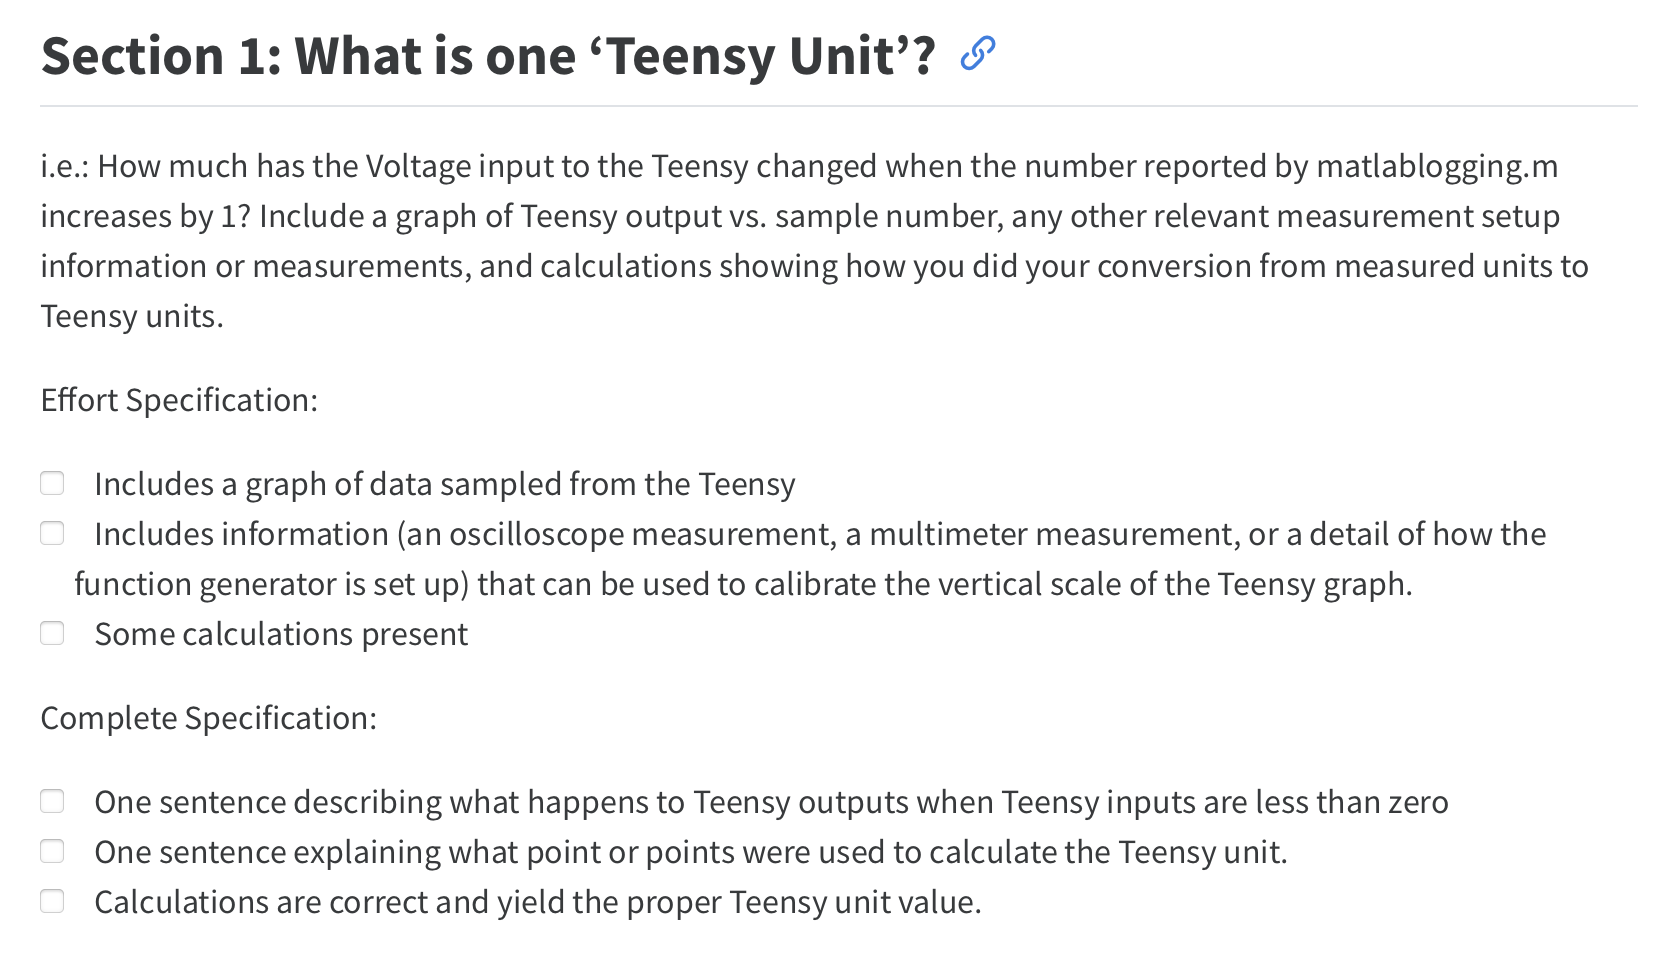 Section 1: What is one ‘Teensy Unit’?
i.e.: How much has the Voltage input to the Teensy changed when the number reported by matlablogging.m
increases by 1? Include a graph of Teensy output vs. sample number, any other relevant measurement setup
information or measurements, and calculations showing how you did your conversion from measured units to
Teensy units.
Effort Specification:
Includes a graph of data sampled from the Teensy
Includes information (an oscilloscope measurement, a multimeter measurement, or a detail of how the
function generator is set up) that can be used to calibrate the vertical scale of the Teensy graph.
Some calculations present
Complete Specification:
One sentence describing what happens to Teensy outputs when Teensy inputs are less than zero
One sentence explaining what point or points were used to calculate the Teensy unit.
Calculations are correct and yield the proper Teensy unit value.